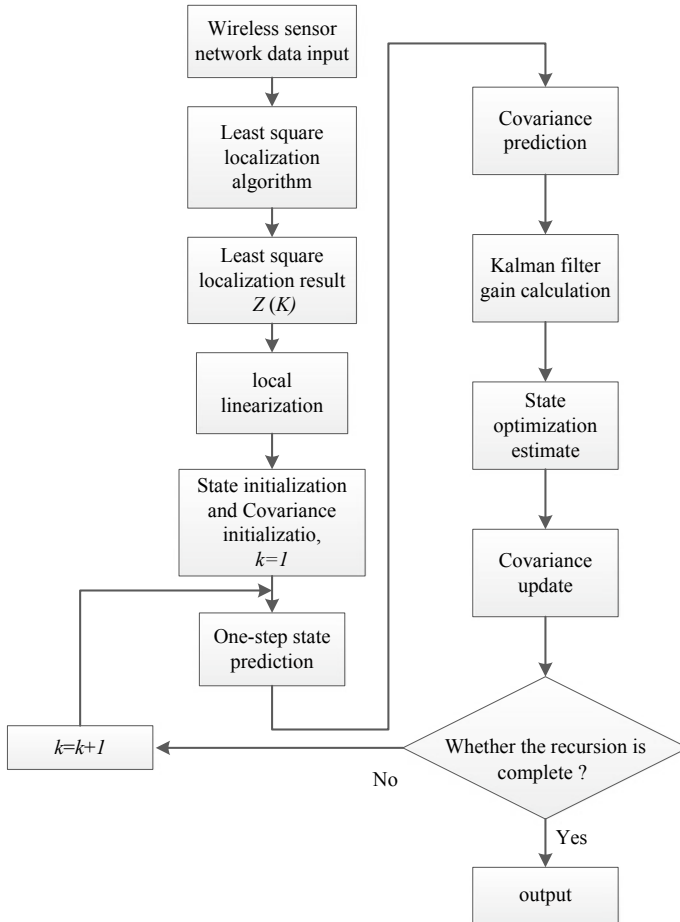 Wireless sensor
network data input
Least square
localization
algorithm
Least square
localization result
Z (K)
local
linearization
State initialization
and Covariance
initializatio,
k=1
One-step state
prediction
k=k+1
Covariance
prediction
Kalman filter
gain calculation
State
optimization
estimate
Covariance
update
Whether the recursion is
complete ?
No
Yes
output